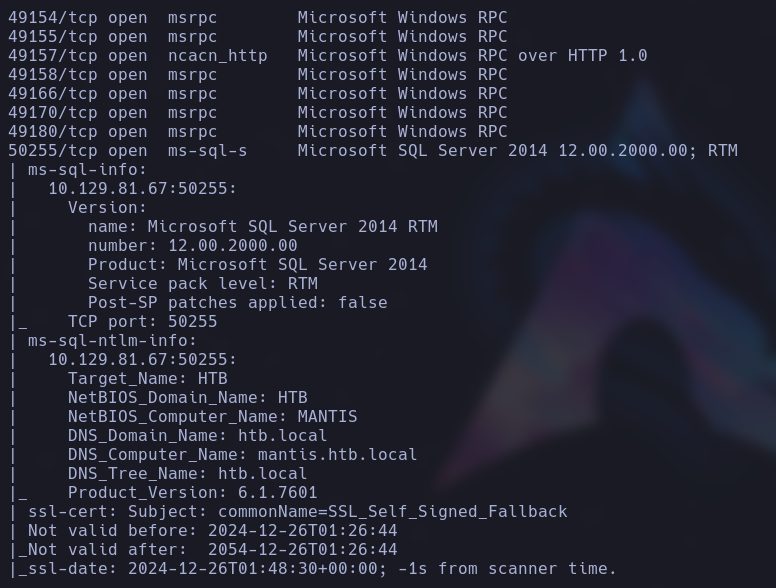 49154/tcp open  msrpc        Microsoft Windows RPC
49155/tcp open  msrpc        Microsoft Windows RPC
49157/tcp open  ncacn_http   Microsoft Windows RPC over HTTP 1.0
49158/tcp open  msrpc        Microsoft Windows RPC
49166/tcp open  msrpc        Microsoft Windows RPC
49170/tcp open  msrpc        Microsoft Windows RPC
49180/tcp open  msrpc        Microsoft Windows RPC
50255/tcp open  ms-sql-s     Microsoft SQL Server 2014 12.00.2000.00; RTM
| ms-sql-info:
|   10.129.81.67:50255:
|     Version:
|       name: Microsoft SQL Server 2014 RTM
|       number: 12.00.2000.00
|       Product: Microsoft SQL Server 2014
|       Service pack level: RTM
|       Post-SP patches applied: false
|_    TCP port: 50255
| ms-sql-ntlm-info:
|   10.129.81.67:50255:
|     Target_Name: HTB
|     NetBIOS_Domain_Name: HTB
|     NetBIOS_Computer_Name: MANTIS
|     DNS_Domain_Name: htb.local
|     DNS_Computer_Name: mantis.htb.local
|     DNS_Tree_Name: htb.local
|_    Product_Version: 6.1.7601
| ssl-cert: Subject: commonName=SSL_Self_Signed_Fallback
| Not valid before: 2024-12-26T01:26:44
|_Not valid after:  2054-12-26T01:26:44
|_ssl-date: 2024-12-26T01:48:30+00:00; -1s from scanner time.